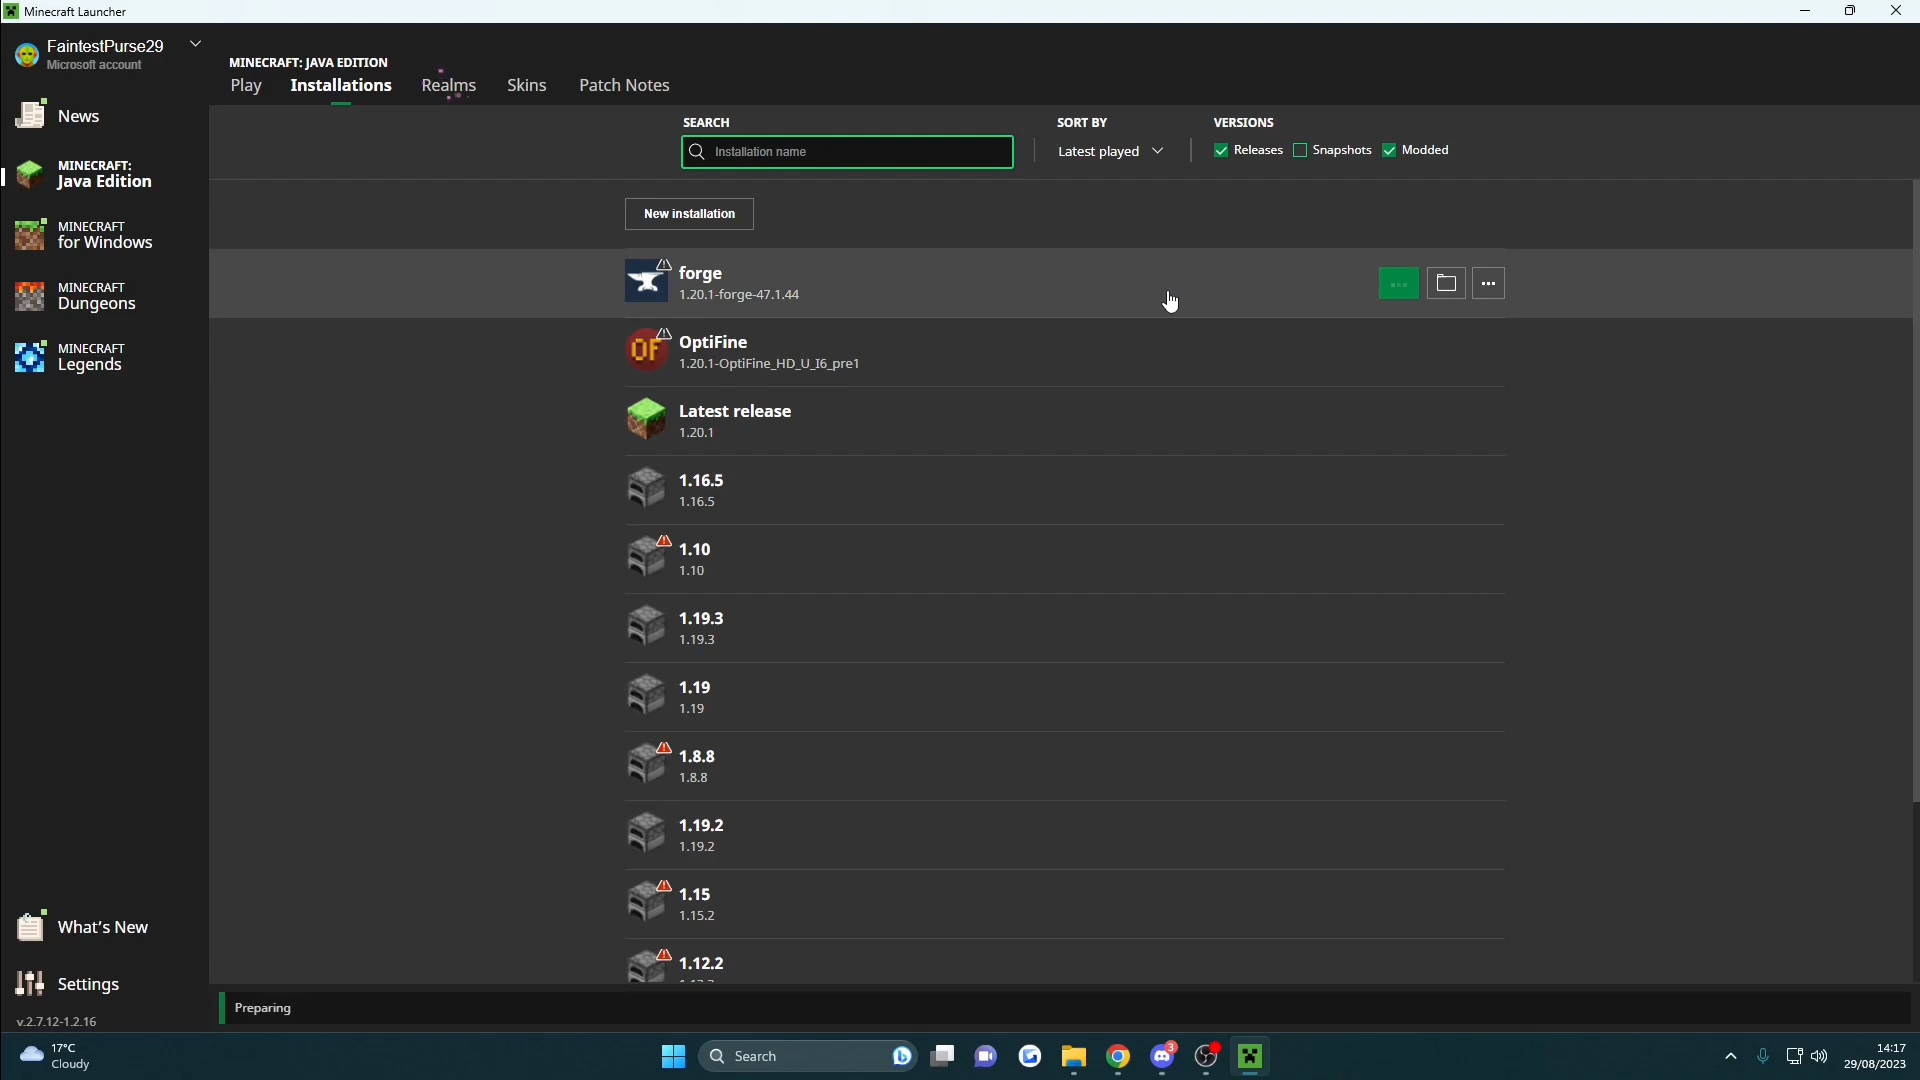 Minecraft Launcher
FaintestPurse29
Microsoft account
MINECRAFT: JAVA EDITION
Play Installations Realms Skins Patch Notes
News
MINECRAFT:
Java Edition
MINECRAFT
for Windows
MINECRAFT
Dungeons
MINECRAFT
Legends
SEARCH SORT BY VERSIONS
Installation name Latest played Releases Snapshots Modded
New installation
forge
1.20.1-forge-47.1.44
OF OptiFine
1.20.1-OptiFine_HD_U_I6_pre1
Latest release
1.20.1
1.16.5
1.16.5
1.10
1.10
1.19.3
1.19.3
1.19
1.19
1.8.8
1.8.8
1.19.2
1.19.2
1.15
1.15.2
1.12.2
What's New
Settings
v.2.7.12-1.2.16
Preparing
17°C
Cloudy
Search
3
14:17
29/08/2023